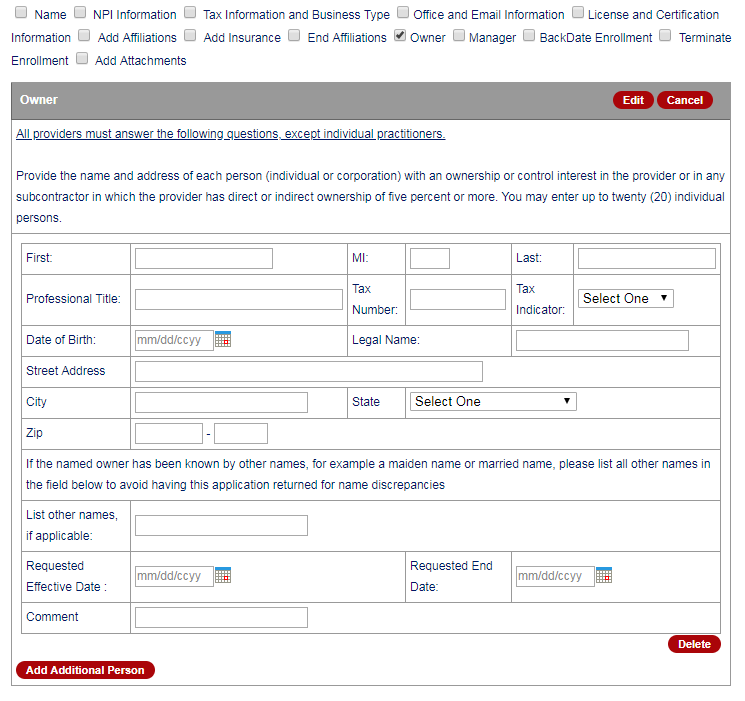 Name NPI Information Tax Information and Business Type Office and Email Information License and Certification
Information Add Affiliations Add Insurance End Affiliations Owner Manager BackDate Enrollment Terminate
Enrollment Add Attachments
Owner Edit Cancel
All providers must answer the following questions, except individual practitioners.
Provide the name and address of each person (individual or corporation) with an ownership or control interest in the provider or in any
subcontractor in which the provider has direct or indirect ownership of five percent or more. You may enter up to twenty (20) individual
persons.
First: MI: Last:
Professional Title: Tax Number: Tax Indicator: Select One
Date of Birth: mm/dd/ccyy Legal Name:
Street Address
City State Select One
Zip -
If the named owner has been known by other names, for example a maiden name or married name, please list all other names in
the field below to avoid having this application returned for name discrepancies
List other names,
if applicable:
Requested Effective Date : mm/dd/ccyy Requested End Date: mm/dd/ccyy
Comment
Delete
Add Additional Person